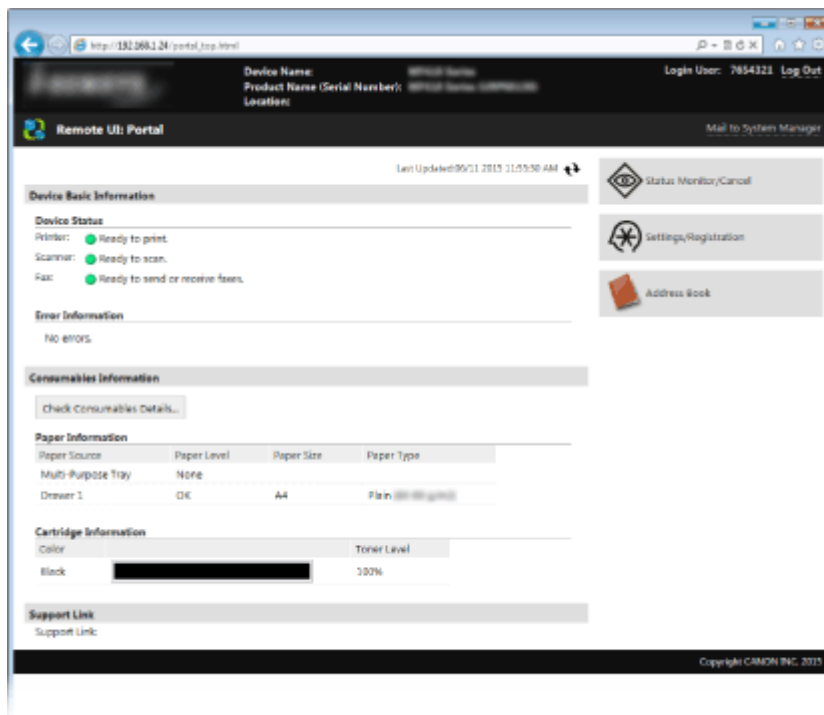 http://192.168.1.24/portal_top.html
Device Name:
Product Name (Serial Number):
Location:
Login User: 7654321 Log Out
Remote UI: Portal
Mail to System Manager
Last Updated:06/11 2015 11:55:50 AM
Device Basic Information
Device Status
Printer: Ready to print.
Scanner: Ready to scan.
Fax: Ready to send or receive faxes.
Error Information
No errors.
Consumables Information
Check Consumables Details...
Paper Information
Paper Source Paper Level Paper Size Paper Type
Multi-Purpose Tray None
Drawer 1 OK A4 Plain
Cartridge Information
Color Toner Level
Black 100%
Support Link
Support Link:
Status Monitor/Cancel
Settings/Registration
Address Book
Copyright CANON INC. 2015